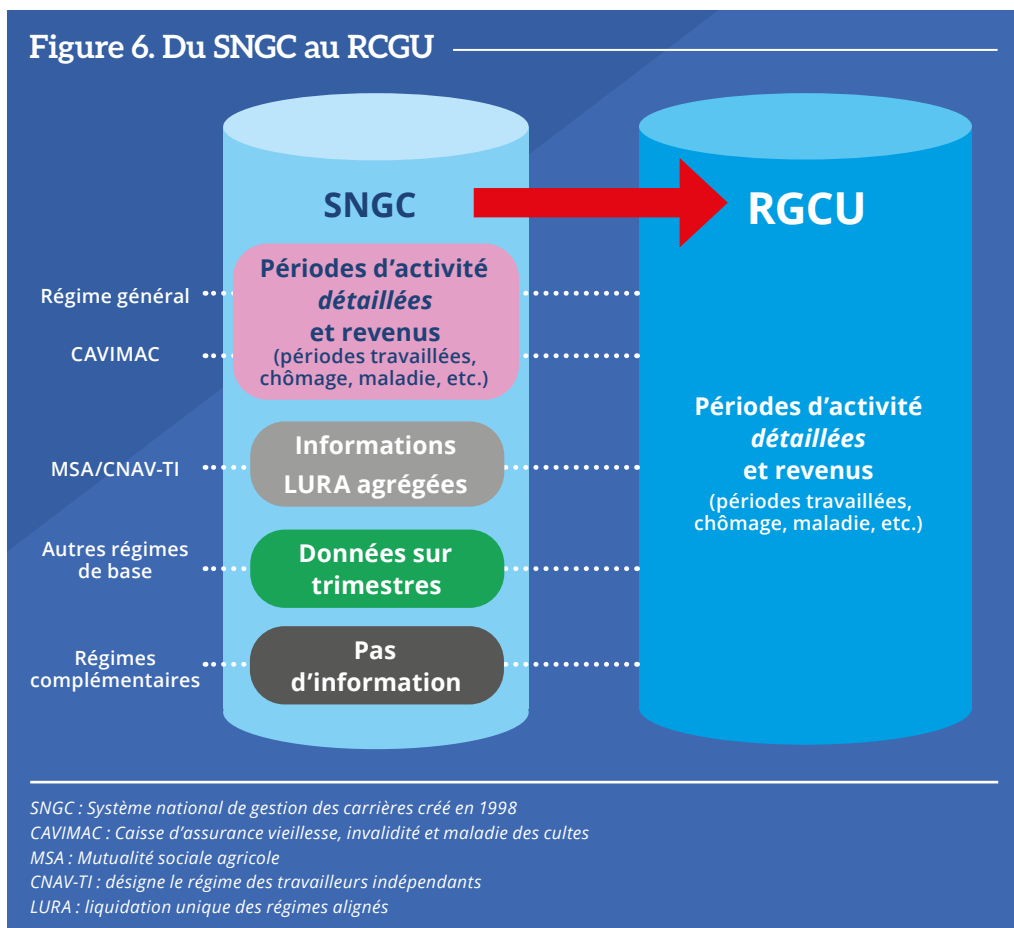 Figure 6. Du SNGC au RCGU
SNGC
RGCU
Régime général
CAVIMAC
MSA/CNAV-TI
Autres régimes
de base
Régimes
complémentaires
Périodes d’activité
détaillées
et revenus
(périodes travaillées,
chômage, maladie, etc.)
Informations
LURA agrégées
Données sur
trimestres
Pas
d’information
Périodes d’activité
détaillées
et revenus
(périodes travaillées,
chômage, maladie, etc.)
SNGC : Système national de gestion des carrières créé en 1998
CAVIMAC : Caisse d’assurance vieillesse, invalidité et maladie des cultes
MSA : Mutualité sociale agricole
CNAV-TI : désigne le régime des travailleurs indépendants
LURA : liquidation unique des régimes alignés